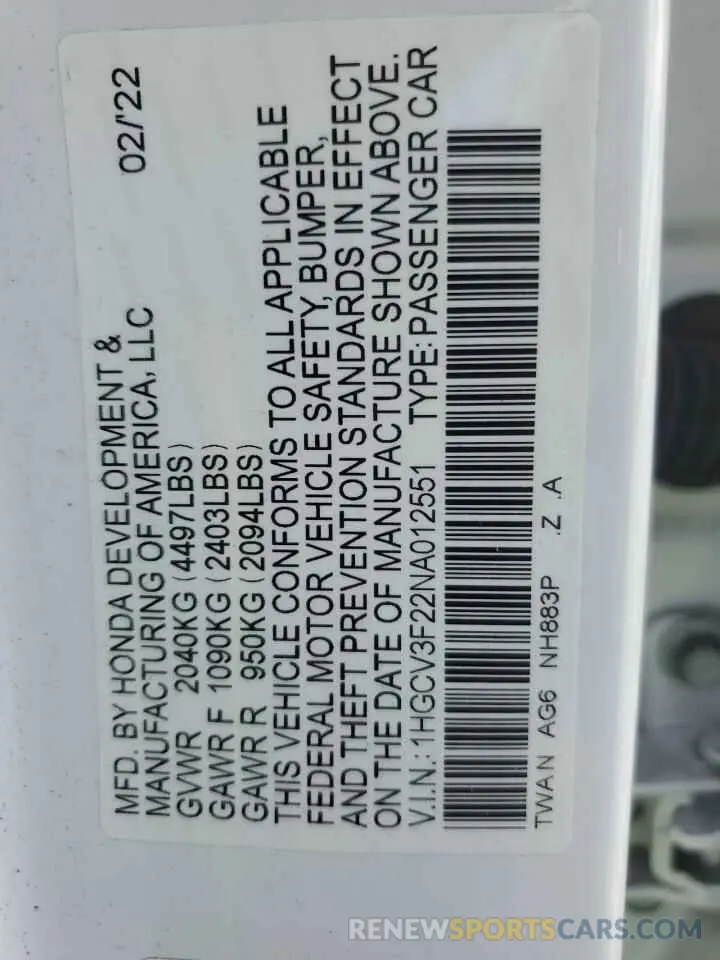 MFD. BY HONDA DEVELOPMENT & 02/'22
MANUFACTURING OF AMERICA, LLC
GVWR 2040KG (4497LBS)
GAWR F 1090KG (2403LBS)
GAWR R 950KG (2094LBS)
THIS VEHICLE CONFORMS TO ALL APPLICABLE
FEDERAL MOTOR VEHICLE SAFETY, BUMPER,
AND THEFT PREVENTION STANDARDS IN EFFECT
ON THE DATE OF MANUFACTURE SHOWN ABOVE.
V.I.N.: 1HGCV3F22NA012551 TYPE: PASSENGER CAR
TWAN AG6 NH883P .Z .A
RENEWSPORTSCARS.COM